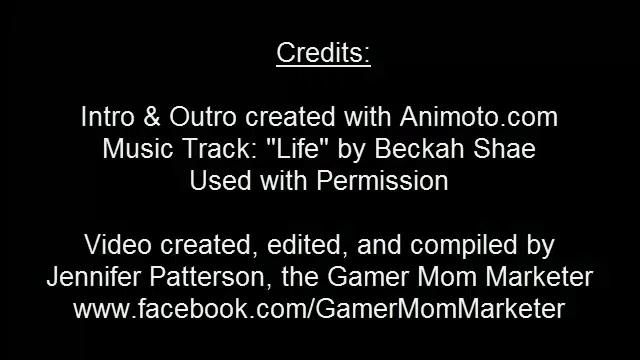 Credits:
Intro & Outro created with Animoto.com
Music Track: "Life" by Beckah Shae
Used with Permission
Video created, edited, and compiled by
Jennifer Patterson, the Gamer Mom Marketer
www.facebook.com/GamerMomMarketer